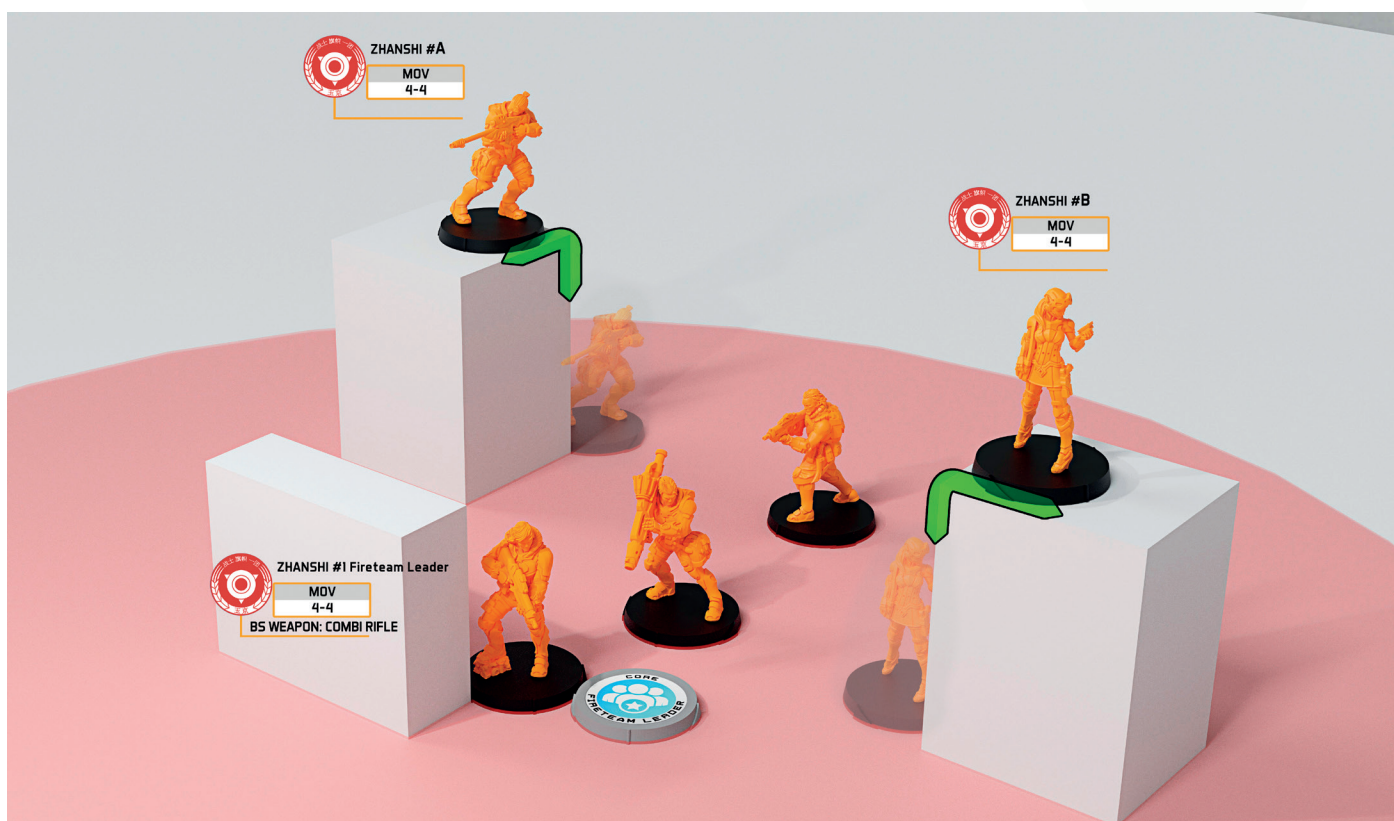 ZHANSHI #A
MOV
4-4
ZHANSHI #B
MOV
4-4
ZHANSHI #1 Fireteam Leader
MOV
4-4
BS WEAPON: COMBI RIFLE
CORE
FIRETEAM LEADER